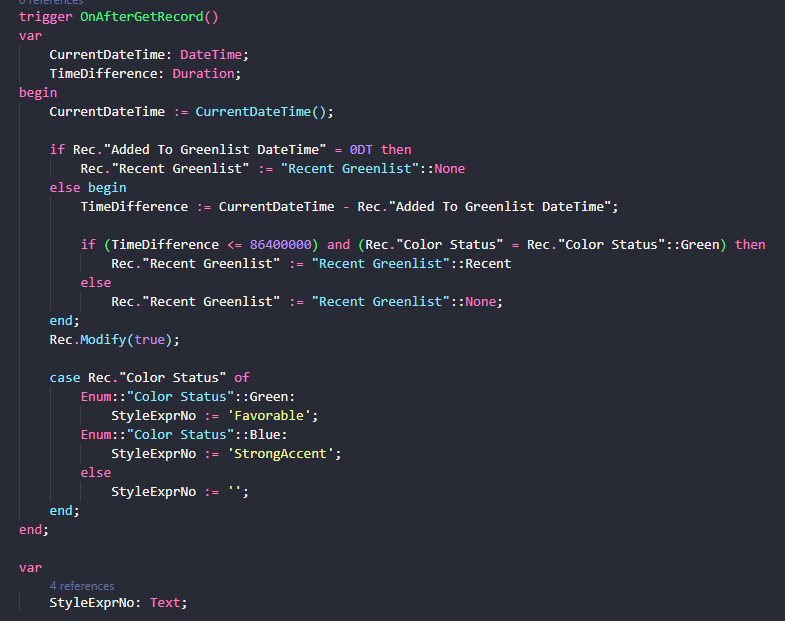 0 references
trigger OnAfterGetRecord()
var
    CurrentDateTime: DateTime;
    TimeDifference: Duration;
begin
    CurrentDateTime := CurrentDateTime();

    if Rec."Added To Greenlist DateTime" = 0DT then
        Rec."Recent Greenlist" := "Recent Greenlist"::None
    else begin
        TimeDifference := CurrentDateTime - Rec."Added To Greenlist DateTime";

        if (TimeDifference <= 86400000) and (Rec."Color Status" = Rec."Color Status"::Green) then
            Rec."Recent Greenlist" := "Recent Greenlist"::Recent
        else
            Rec."Recent Greenlist" := "Recent Greenlist"::None;
    end;
    Rec.Modify(true);

    case Rec."Color Status" of
        Enum::"Color Status"::Green:
            StyleExprNo := 'Favorable';
        Enum::"Color Status"::Blue:
            StyleExprNo := 'StrongAccent';
        else
            StyleExprNo := '';
    end;
end;

var
    4 references
    StyleExprNo: Text;